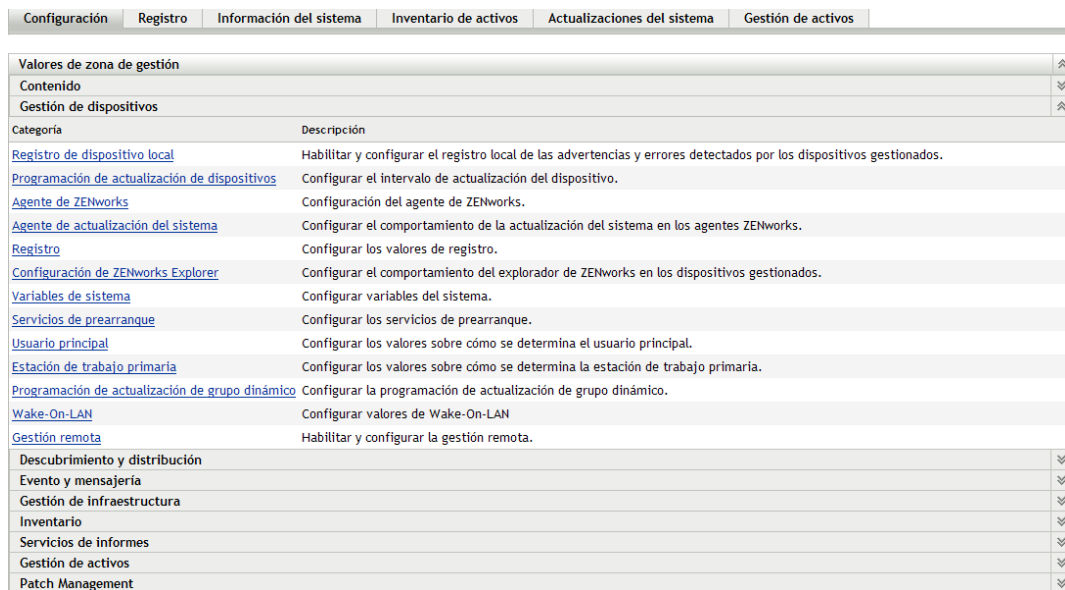 Configuración Registro Información del sistema Inventario de activos Actualizaciones del sistema Gestión de activos
Valores de zona de gestión
Contenido
Gestión de dispositivos
Categoría Descripción
Registro de dispositivo local Habilitar y configurar el registro local de las advertencias y errores detectados por los dispositivos gestionados.
Programación de actualización de dispositivos Configurar el intervalo de actualización del dispositivo.
Agente de ZENworks Configuración del agente de ZENworks.
Agente de actualización del sistema Configurar el comportamiento de la actualización del sistema en los agentes ZENworks.
Registro Configurar los valores de registro.
Configuración de ZENworks Explorer Configurar el comportamiento del explorador de ZENworks en los dispositivos gestionados.
Variables de sistema Configurar variables del sistema.
Servicios de prearranque Configurar los servicios de prearranque.
Usuario principal Configurar los valores sobre cómo se determina el usuario principal.
Estación de trabajo primaria Configurar los valores sobre cómo se determina la estación de trabajo primaria.
Programación de actualización de grupo dinámico Configurar la programación de actualización de grupo dinámico.
Wake-On-LAN Configurar valores de Wake-On-LAN
Gestión remota Habilitar y configurar la gestión remota.
Descubrimiento y distribución
Evento y mensajería
Gestión de infraestructura
Inventario
Servicios de informes
Gestión de activos
Patch Management